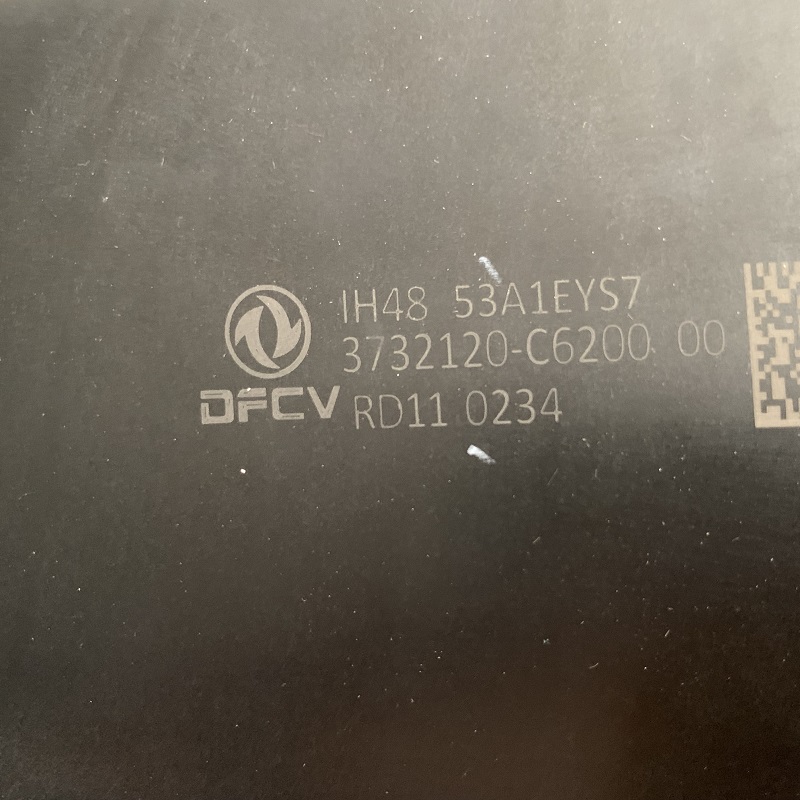 IH48 53A1EYS7
3732120-C6200 00
DFCV RD11 0234